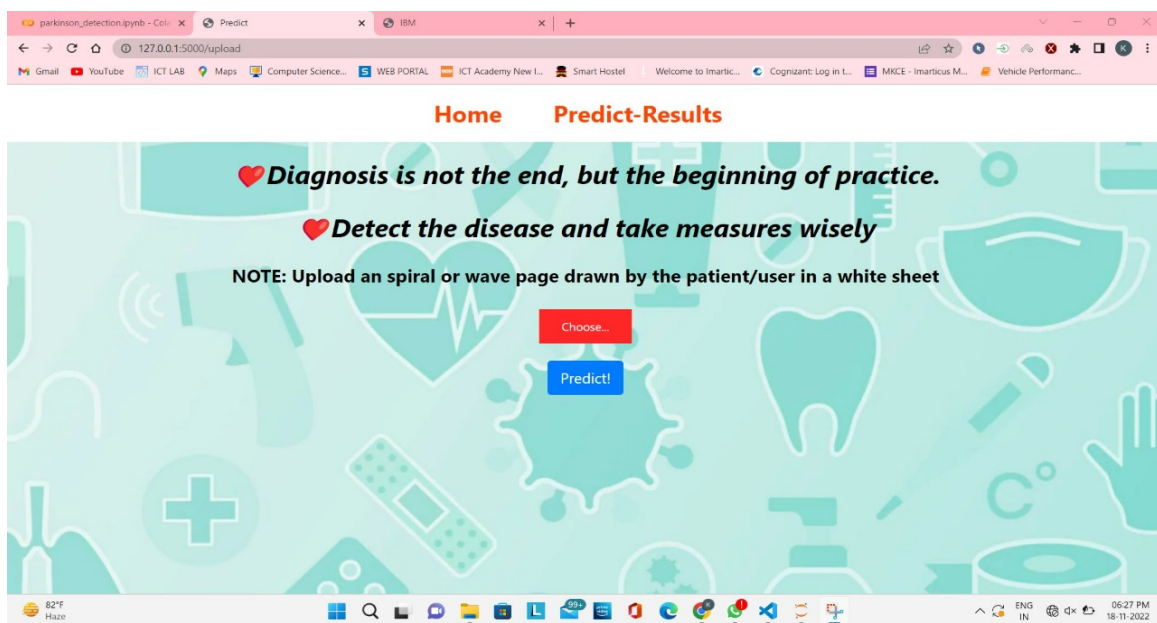 parkinson_detection.ipynb - Cola
Predict
IBM
127.0.0.1:5000/upload
Gmail YouTube ICT LAB Maps Computer Science... WEB PORTAL ICT Academy New I... Smart Hostel Welcome to Imartic... Cognizant: Log in t... MKCE - Imarticus M... Vehicle Performanc...
Home Predict-Results
Diagnosis is not the end, but the beginning of practice.
Detect the disease and take measures wisely
NOTE: Upload an spiral or wave page drawn by the patient/user in a white sheet
Choose...
Predict!
C°
82°F
Haze
99+
ENG
IN
06:27 PM
18-11-2022